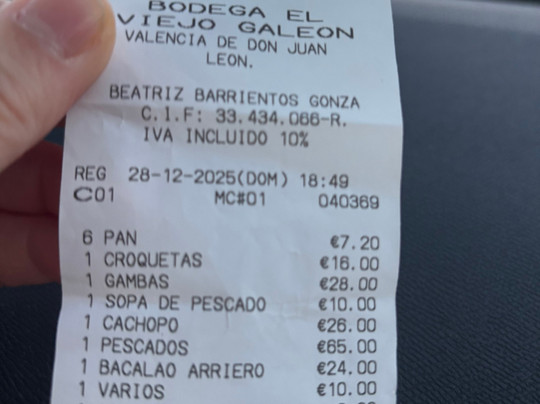 BODEGA EL
VIEJO GALEON
VALENCIA DE DON JUAN
LEON.
BEATRIZ BARRIENTOS GONZA
C.I.F: 33.434.066-R.
IVA INCLUIDO 10%
REG 28-12-2025(DOM) 18:49
C01 MC#01 040369
6 PAN €7.20
1 CROQUETAS €16.00
1 GAMBAS €28.00
1 SOPA DE PESCADO €10.00
1 CACHOPO €26.00
1 PESCADOS €65.00
1 BACALAO ARRIERO €24.00
1 VARIOS €10.00